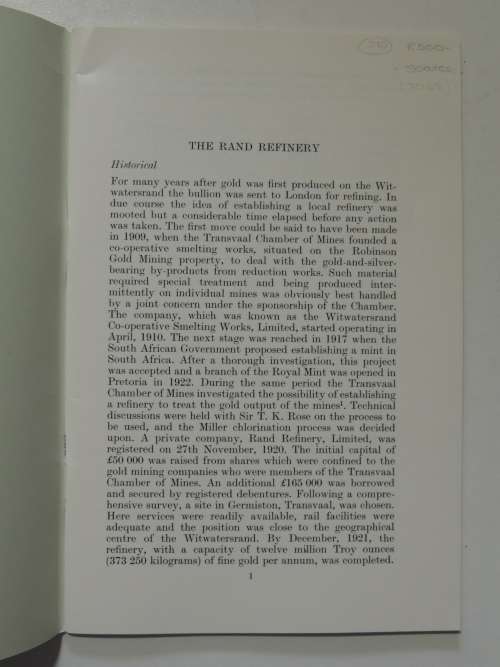 THE RAND REFINERY
Historical
For many years after gold was first produced on the Wit-
watersrand the bullion was sent to London for refining. In
due course the idea of establishing a local refinery was
mooted but a considerable time elapsed before any action
was taken. The first move could be said to have been made
in 1909, when the Transvaal Chamber of Mines founded a
co-operative smelting works, situated on the Robinson
Gold Mining property, to deal with the gold-and-silver-
bearing by-products from reduction works. Such material
required special treatment and being produced inter-
mittently on individual mines was obviously best handled
by a joint concern under the sponsorship of the Chamber.
The company, which was known as the Witwatersrand
Co-operative Smelting Works, Limited, started operating in
April, 1910. The next stage was reached in 1917 when the
South African Government proposed establishing a mint in
South Africa. After a thorough investigation, this project
was accepted and a branch of the Royal Mint was opened in
Pretoria in 1922. During the same period the Transvaal
Chamber of Mines investigated the possibility of establishing
a refinery to treat the gold output of the mines¹. Technical
discussions were held with Sir T. K. Rose on the process to
be used, and the Miller chlorination process was decided
upon. A private company, Rand Refinery, Limited, was
registered on 27th November, 1920. The initial capital of
£50 000 was raised from shares which were confined to the
gold mining companies who were members of the Transvaal
Chamber of Mines. An additional £165 000 was borrowed
and secured by registered debentures. Following a compre-
hensive survey, a site in Germiston, Transvaal, was chosen.
Here services were readily available, rail facilities were
adequate and the position was close to the geographical
centre of the Witwatersrand. By December, 1921, the
refinery, with a capacity of twelve million Troy ounces
(373 250 kilograms) of fine gold per annum, was completed.
1